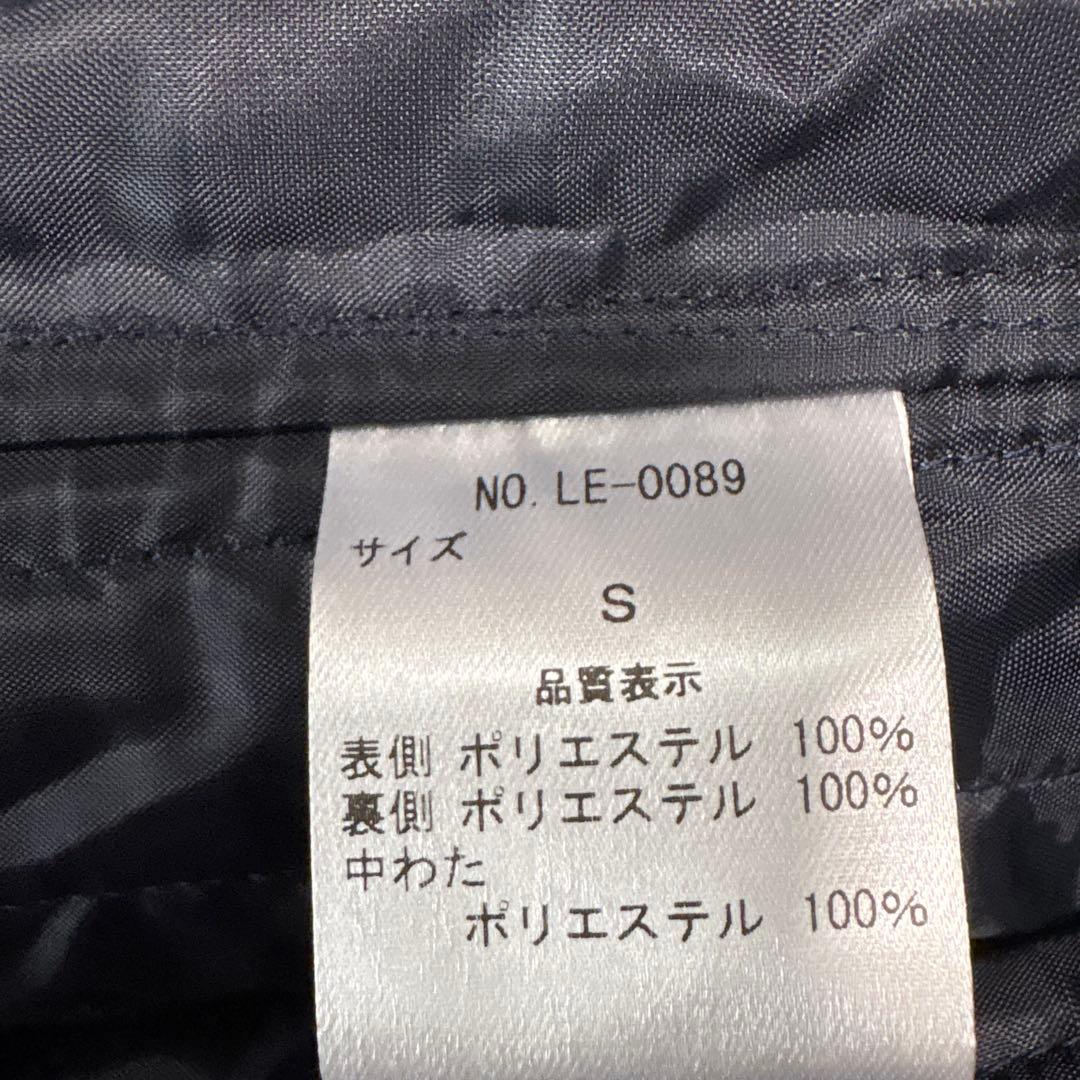 NO. LE-0089
サイズ
S
品質表示
表側 ポリエステル 100%
裏側 ポリエステル 100%
中わた
ポリエステル 100%